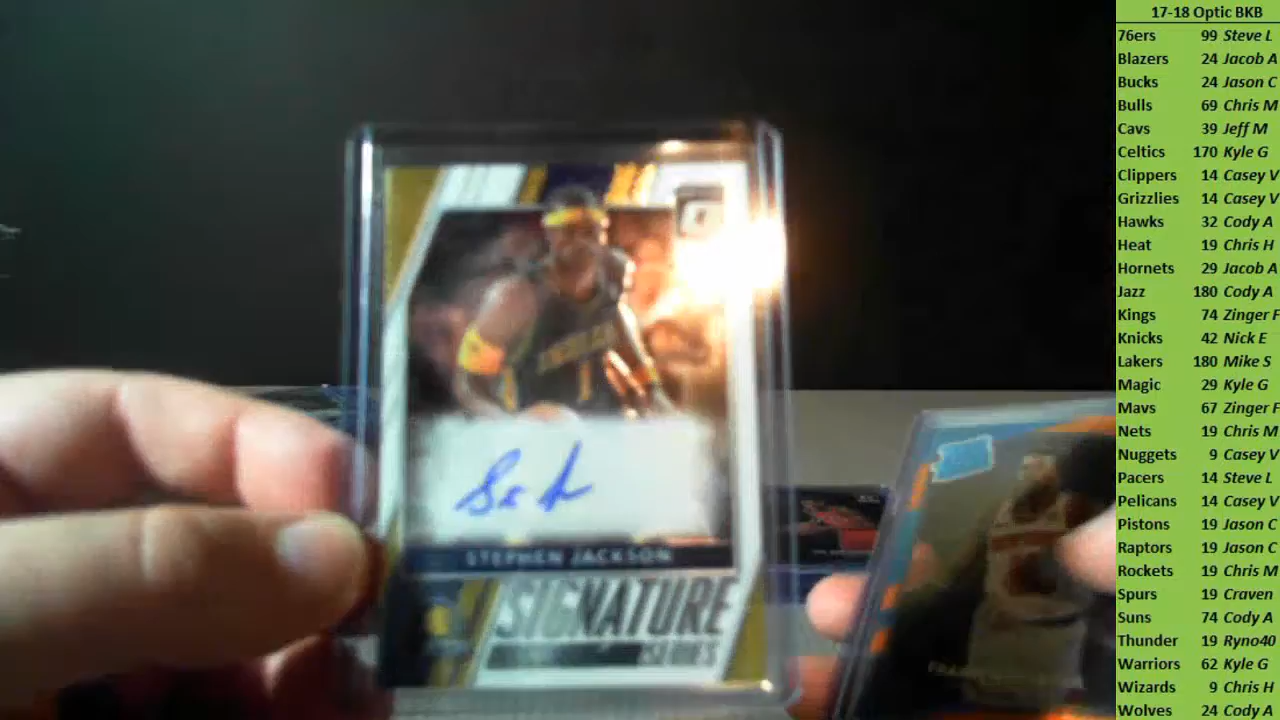 PACERS
1
STEPHEN JACKSON
SIGNATURE
SERIES
17-18 Optic BKB
76ers 99 Steve L
Blazers 24 Jacob A
Bucks 24 Jason C
Bulls 69 Chris M
Cavs 39 Jeff M
Celtics 170 Kyle G
Clippers 14 Casey V
Grizzlies 14 Casey V
Hawks 32 Cody A
Heat 19 Chris H
Hornets 29 Jacob A
Jazz 180 Cody A
Kings 74 Zinger F
Knicks 42 Nick E
Lakers 180 Mike S
Magic 29 Kyle G
Mavs 67 Zinger F
Nets 19 Chris M
Nuggets 9 Casey V
Pacers 14 Steve L
Pelicans 14 Casey V
Pistons 19 Jason C
Raptors 19 Jason C
Rockets 19 Chris M
Spurs 19 Craven
Suns 74 Cody A
Thunder 19 Ryno40
Warriors 62 Kyle G
Wizards 9 Chris H
Wolves 24 Cody A